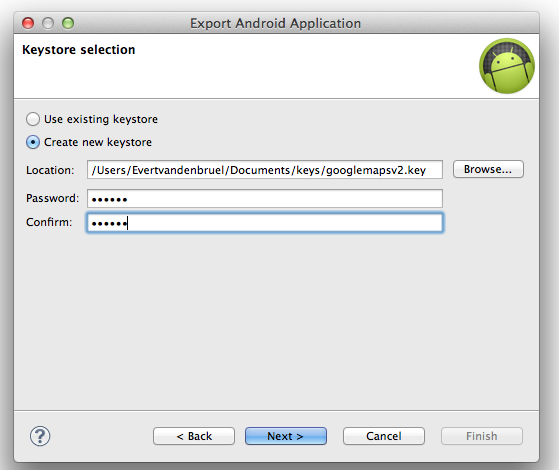 Export Android Application
Keystore selection
Use existing keystore
Create new keystore
Location: /Users/Evertvandenbruel/Documents/keys/googlemapsv2.key Browse...
Password: ••••••
Confirm: ••••••
? < Back Next > Cancel Finish